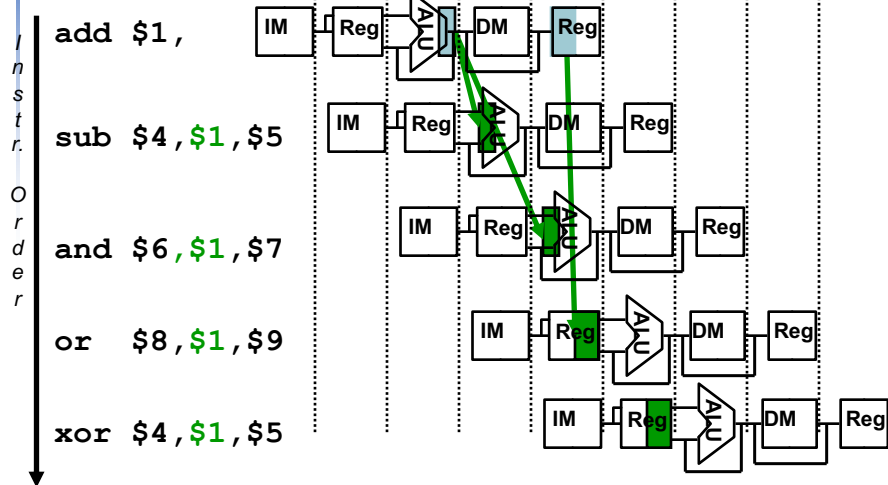 Instr. Order
add $1,
IM Reg ALU DM Reg
sub $4,$1,$5
IM Reg ALU DM Reg
and $6,$1,$7
IM Reg ALU DM Reg
or $8,$1,$9
IM Reg ALU DM Reg
xor $4,$1,$5
IM Reg ALU DM Reg